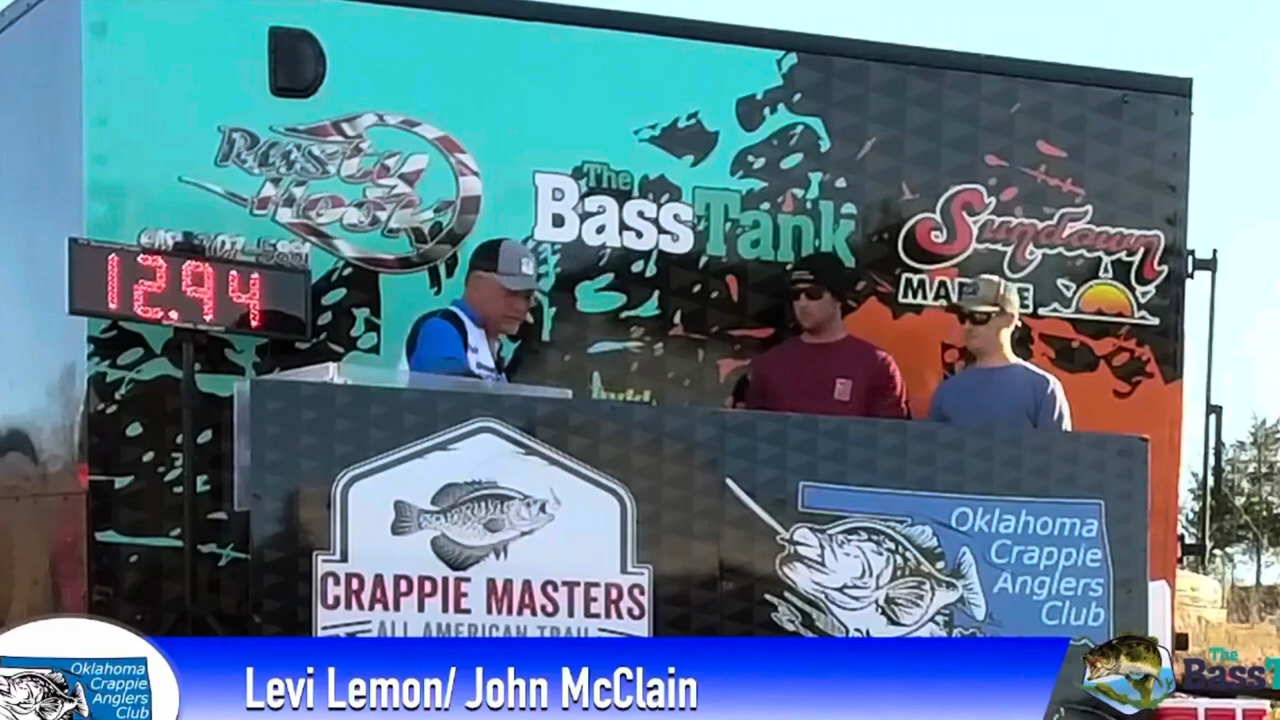 Rusty
Hook
The
BassTank
Sundown
12.94
CRAPPIE MASTERS
ALL AMERICAN TRAIL
Oklahoma
Crappie
Anglers
Club
Oklahoma
Crappie
Anglers
Club
Levi Lemon/ John McClain
The